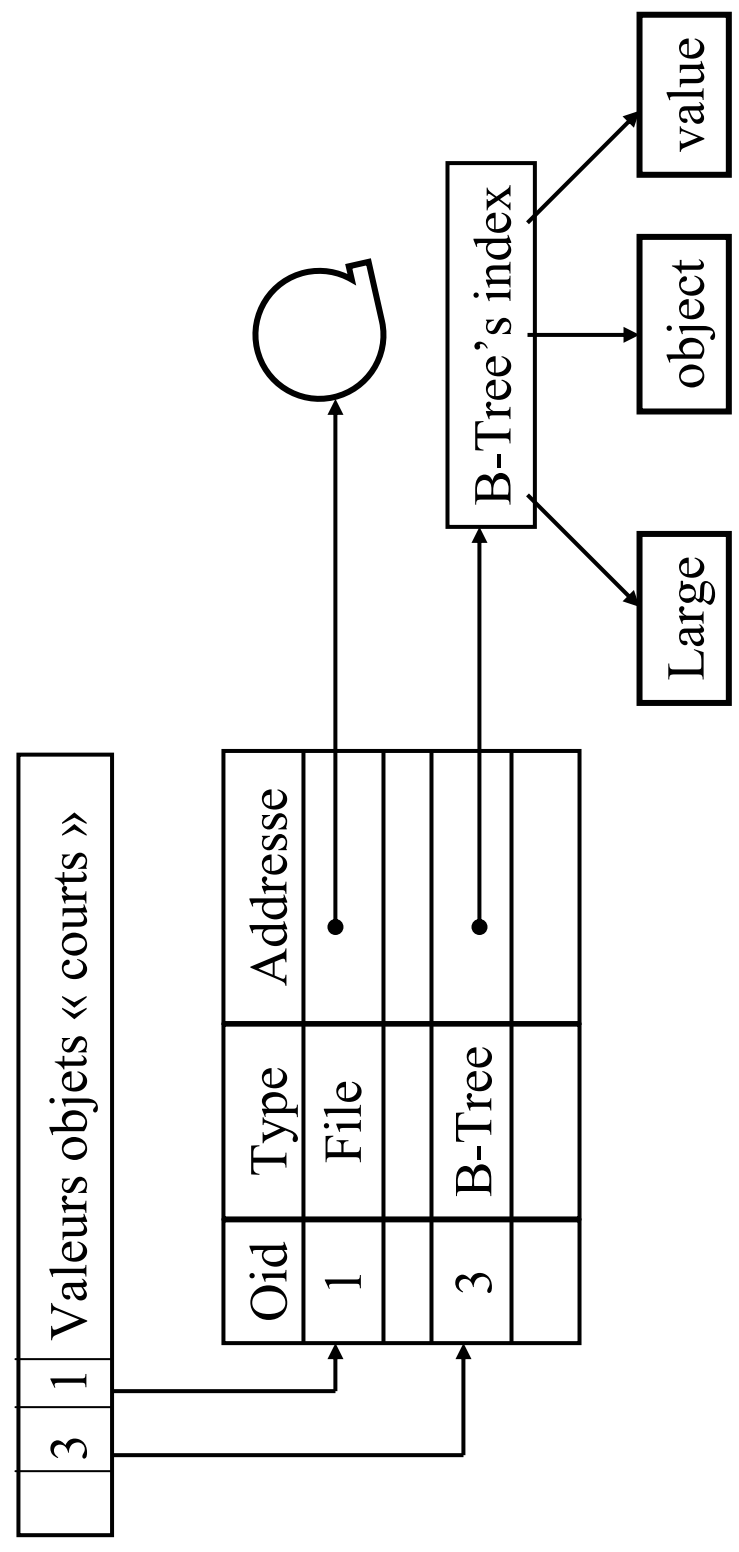 3 1 Valeurs objets « courts »
Oid Type Addresse
1 File
3 B-Tree
B-Tree’s index
Large object value